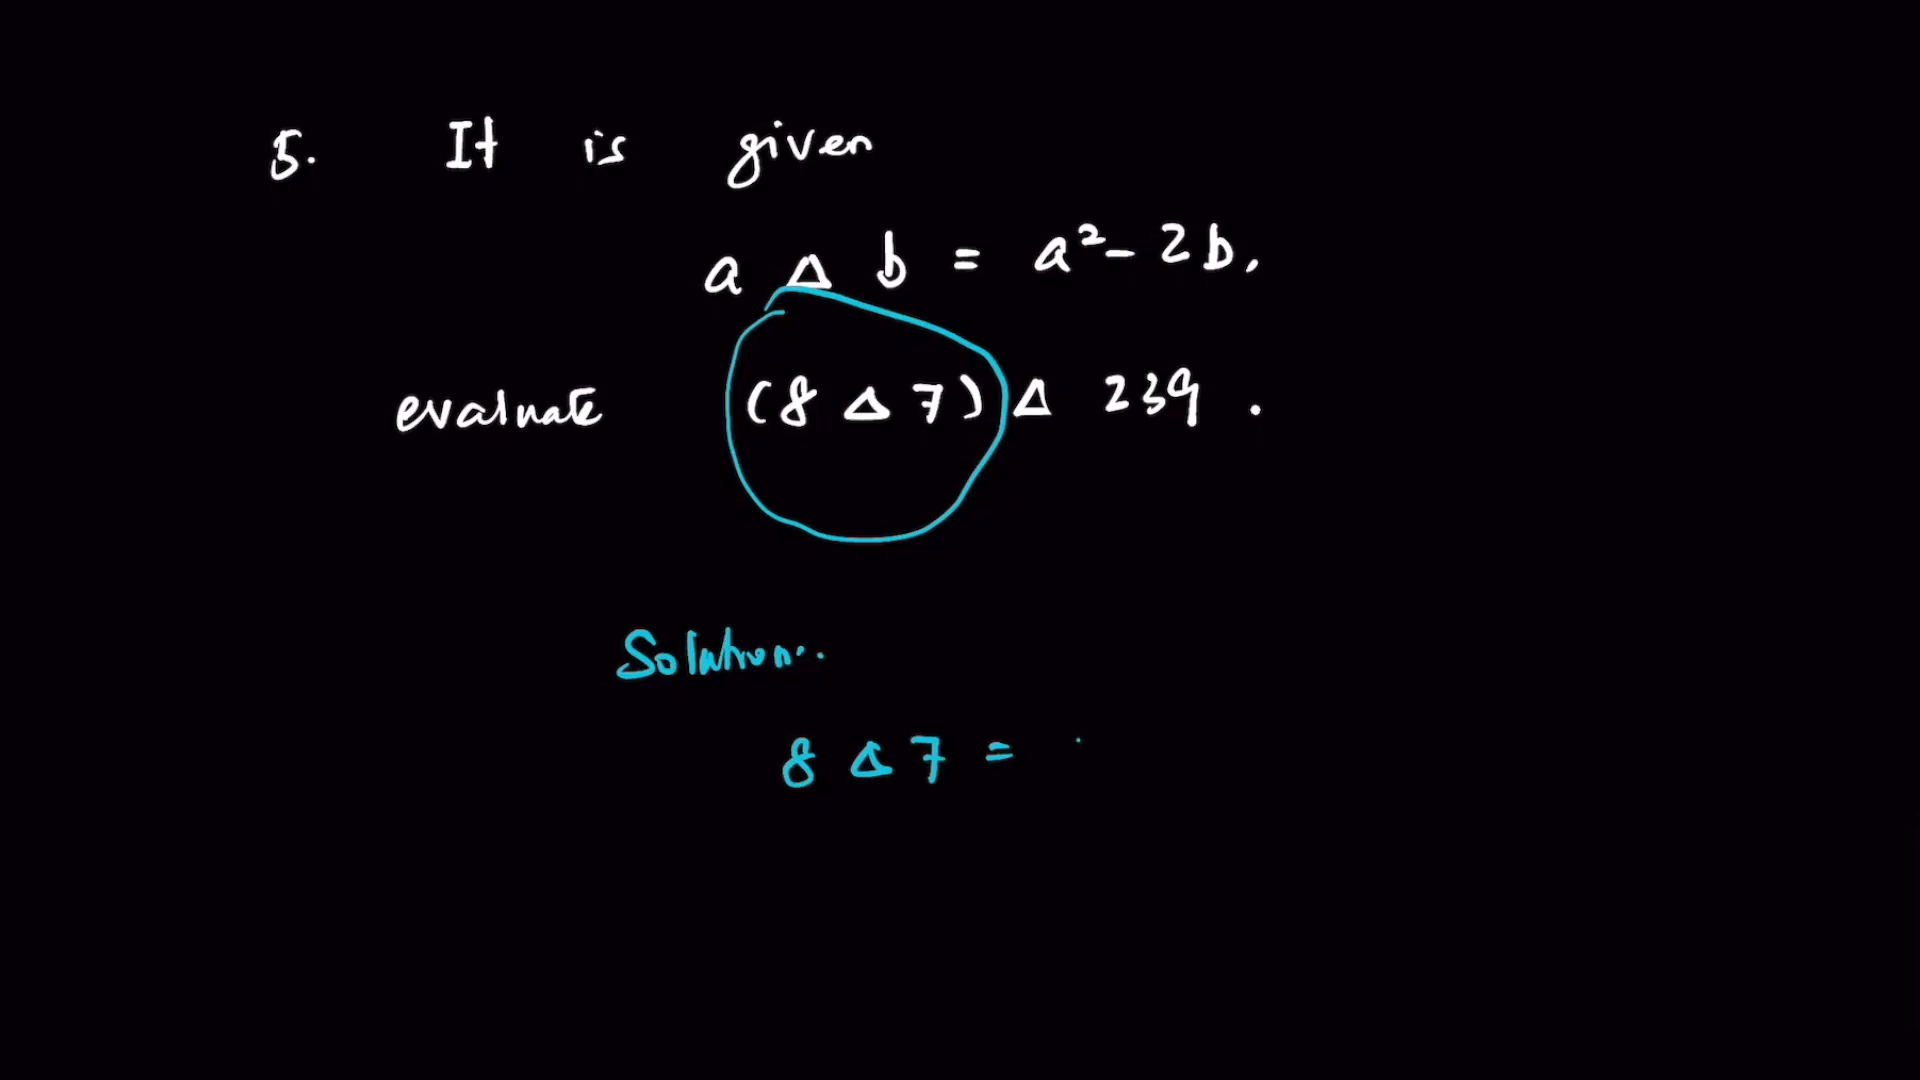 5. It is given
a Δ b = a² - 2b,
evaluate (8 Δ 7) Δ 239 .
Solution:.
8 Δ 7 =